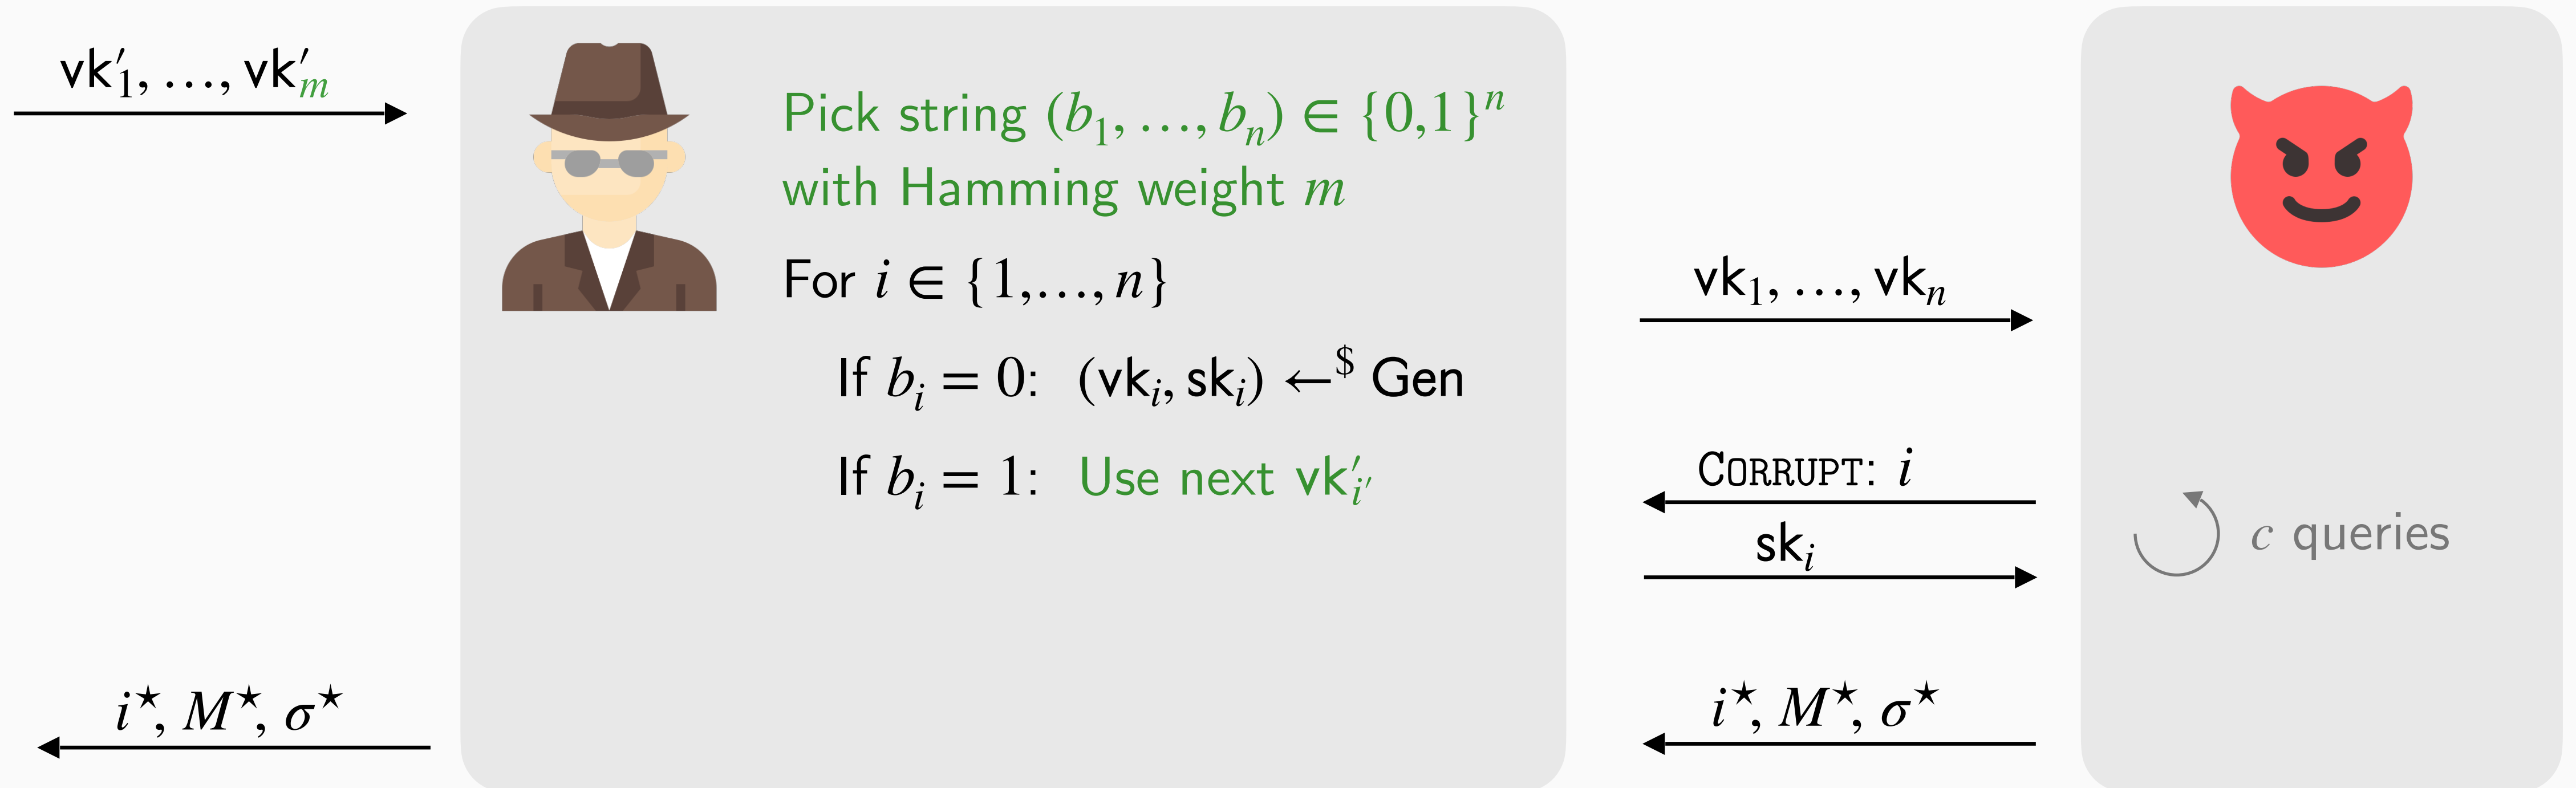 vk′₁, …, vk′ₘ
Pick string (b₁, …, bₙ) ∈ {0,1}ⁿ
with Hamming weight m
For i ∈ {1,…, n}
If bᵢ = 0: (vkᵢ, skᵢ) ←$ Gen
If bᵢ = 1: Use next vk′ᵢ′
vk₁, …, vkₙ
CORRUPT: i
skᵢ
c queries
i★, M★, σ★
i★, M★, σ★